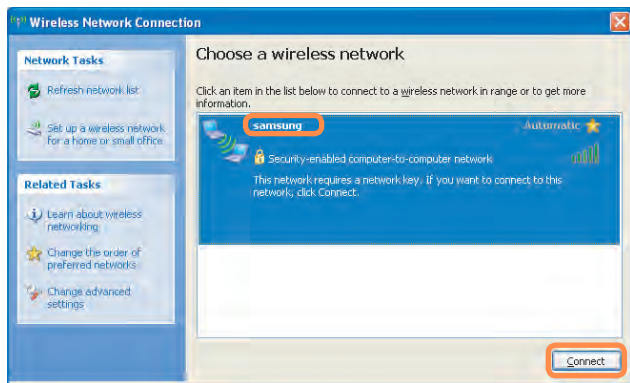 Wireless Network Connection
Network Tasks
Refresh network list
Set up a wireless network
for a home or small office
Related Tasks
Learn about wireless
networking
Change the order of
preferred networks
Change advanced
settings
Choose a wireless network
Click an item in the list below to connect to a wireless network in range or to get more
information.
samsung
Automatic
Security-enabled computer-to-computer network
This network requires a network key. If you want to connect to this
network, click Connect.
Connect